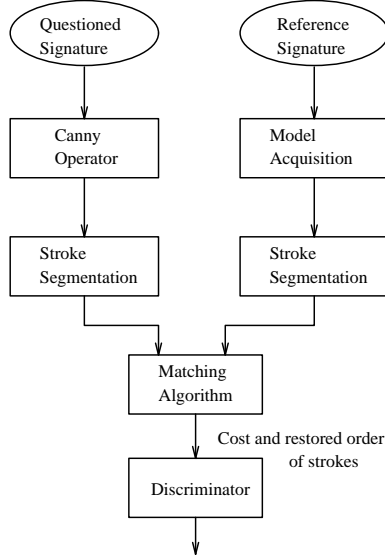 Questioned
Signature
Reference
Signature
Canny
Operator
Model
Acquisition
Stroke
Segmentation
Stroke
Segmentation
Matching
Algorithm
Cost and restored order
of strokes
Discriminator